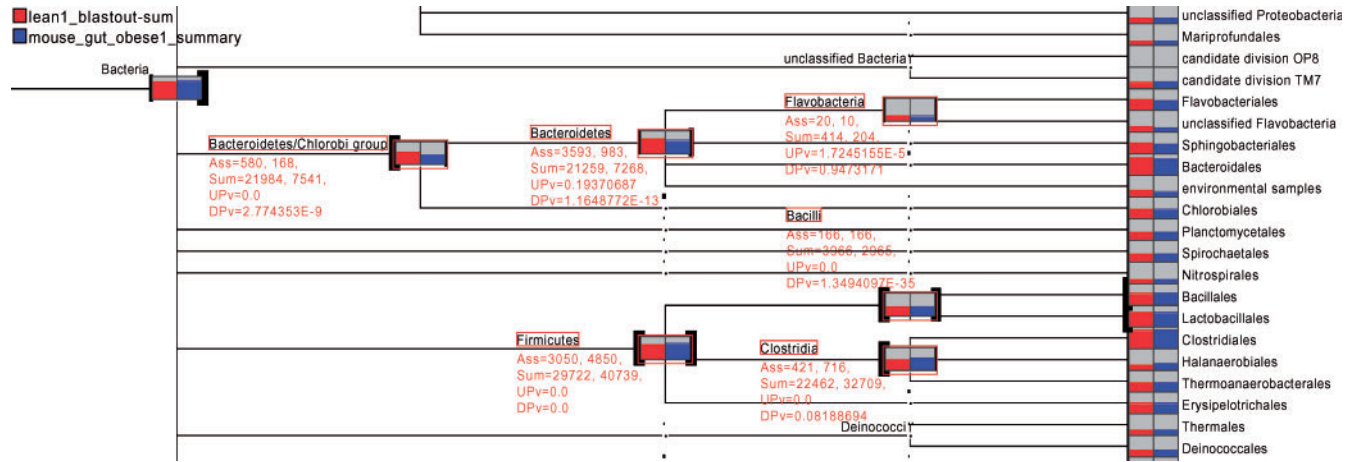 lean1_blastout-sum
mouse_gut_obese1_summary
Bacteria
Bacteroidetes/Chlorobi group
Ass=580, 168,
Sum=21984, 7541,
UPv=0.0
DPv=2.774353E-9
Bacteroidetes
Ass=3593, 983,
Sum=21259, 7268,
UPv=0.19370687
DPv=1.1648772E-13
unclassified Bacteria
Flavobacteria
Ass=20, 10,
Sum=414, 204,
UPv=1.7245155E-5
DPv=0.9473171
Bacilli
Ass=166, 166,
Sum=3966, 2965,
UPv=0.0
DPv=1.3494097E-35
Firmicutes
Ass=3050, 4850,
Sum=29722, 40739,
UPv=0.0
DPv=0.0
Clostridia
Ass=421, 716,
Sum=22462, 32709,
UPv=0.0
DPv=0.08188694
Deinococci
unclassified Proteobacteria
Mariprofundales
candidate division OP8
candidate division TM7
Flavobacteriales
unclassified Flavobacteria
Sphingobacteriales
Bacteroidales
environmental samples
Chlorobiales
Planctomycetales
Spirochaetales
Nitrospirales
Bacillales
Lactobacillales
Clostridiales
Halanaerobiales
Thermoanaerobacterales
Erysipelotrichales
Thermales
Deinococcales